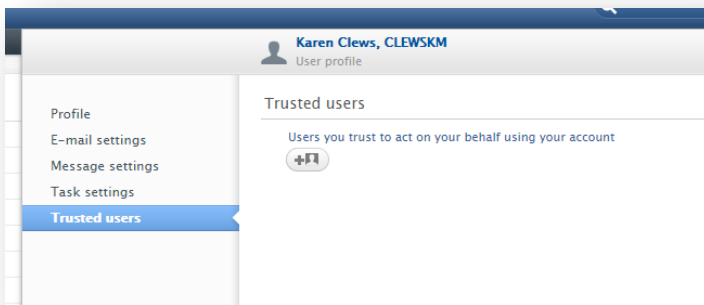 Karen Clews, CLEWSKM
User profile
Profile
E-mail settings
Message settings
Task settings
Trusted users
Trusted users
Users you trust to act on your behalf using your account